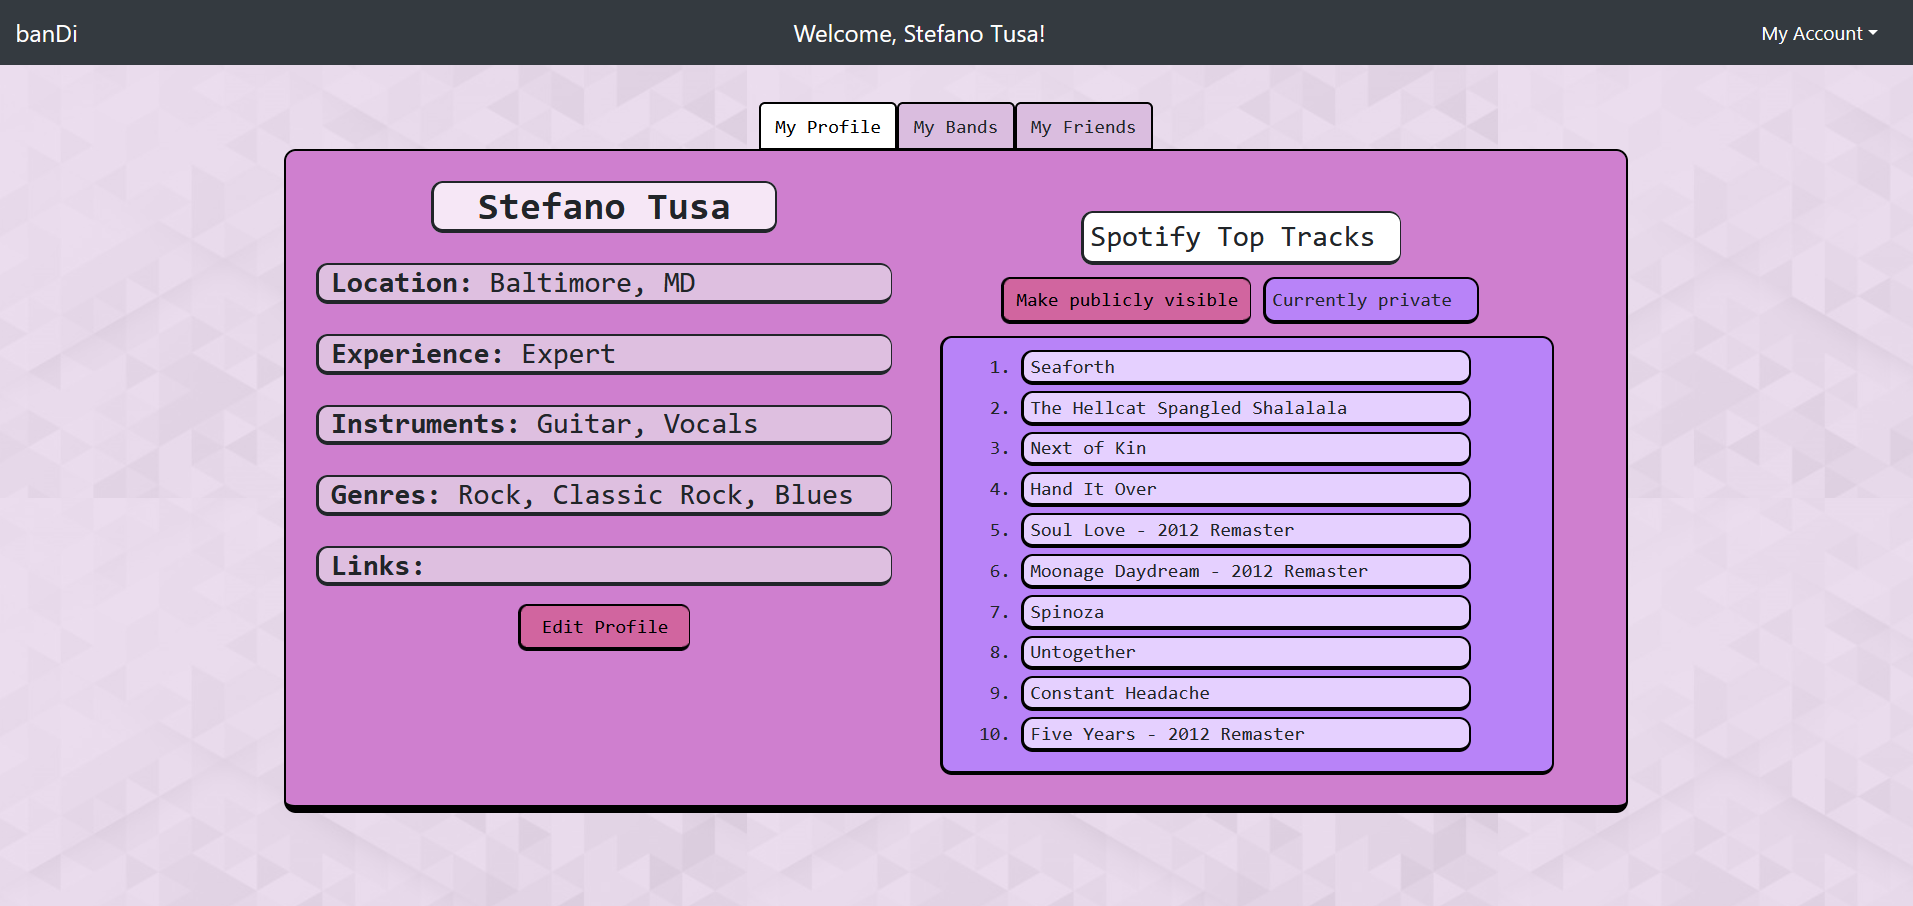 banDi
Welcome, Stefano Tusa!
My Account
My Profile
My Bands
My Friends
Stefano Tusa
Location: Baltimore, MD
Experience: Expert
Instruments: Guitar, Vocals
Genres: Rock, Classic Rock, Blues
Links:
Edit Profile
Spotify Top Tracks
Make publicly visible
Currently private
1. Seaforth
2. The Hellcat Spangled Shalalala
3. Next of Kin
4. Hand It Over
5. Soul Love - 2012 Remaster
6. Moonage Daydream - 2012 Remaster
7. Spinoza
8. Untogether
9. Constant Headache
10. Five Years - 2012 Remaster